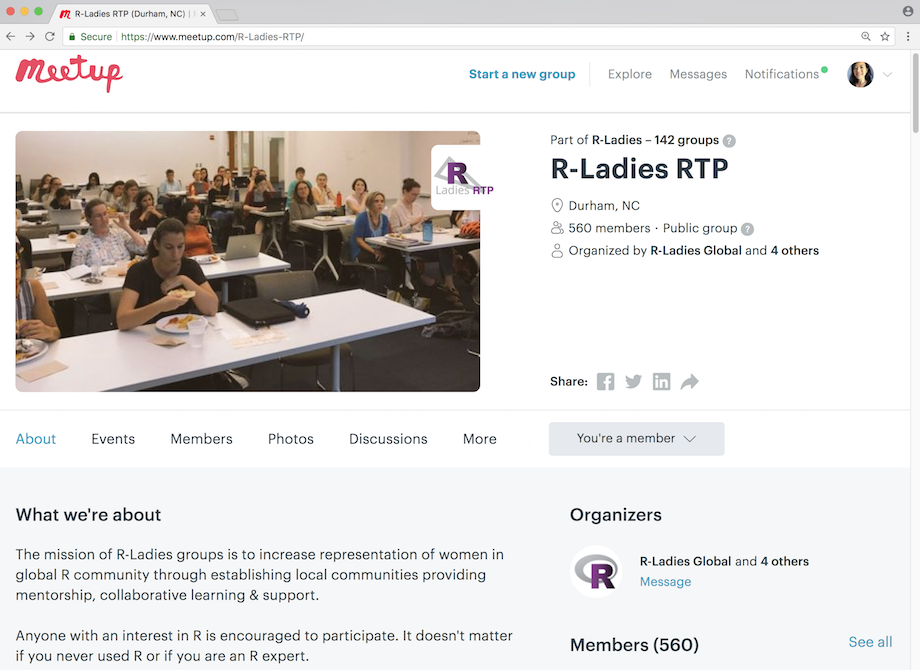 R-Ladies RTP (Durham, NC) |
Secure https://www.meetup.com/R-Ladies-RTP/
Meetup
Start a new group
Explore
Messages
Notifications
R
Ladies RTP
Part of R-Ladies – 142 groups ?
R-Ladies RTP
Durham, NC
560 members · Public group ?
Organized by R-Ladies Global and 4 others
Share:
About
Events
Members
Photos
Discussions
More
You're a member
What we're about
The mission of R-Ladies groups is to increase representation of women in
global R community through establishing local communities providing
mentorship, collaborative learning & support.
Anyone with an interest in R is encouraged to participate. It doesn't matter
if you never used R or if you are an R expert.
Organizers
R
R-Ladies Global and 4 others
Message
Members (560)
See all